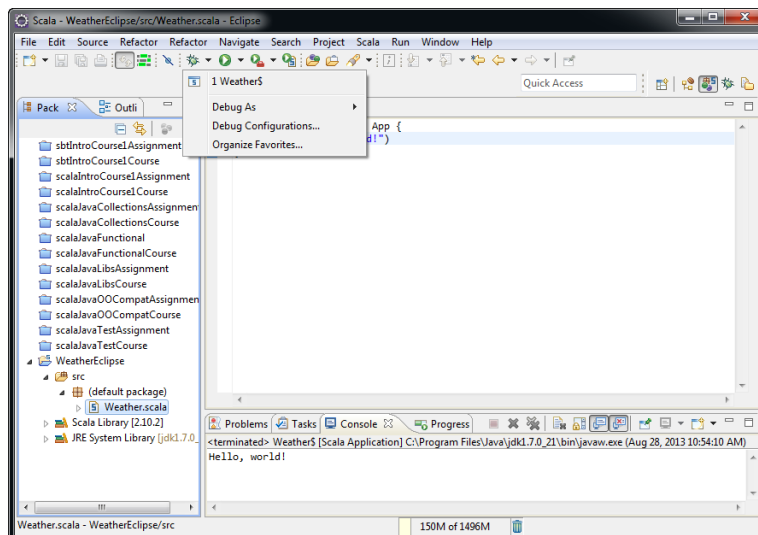 Scala - WeatherEclipse/src/Weather.scala - Eclipse
File Edit Source Refactor Refactor Navigate Search Project Scala Run Window Help
Quick Access
1 Weather$
Debug As
Debug Configurations...
Organize Favorites...
Pack
Outli
App {
d!")
sbtIntroCourse1Assignment
sbtIntroCourse1Course
scalaIntroCourse1Assignment
scalaIntroCourse1Course
scalaJavaCollectionsAssignmen
scalaJavaCollectionsCourse
scalaJavaFunctional
scalaJavaFunctionalCourse
scalaJavaLibsAssignment
scalaJavaLibsCourse
scalaJavaOOCompatAssignmen
scalaJavaOOCompatCourse
scalaJavaTestAssignment
scalaJavaTestCourse
WeatherEclipse
src
(default package)
Weather.scala
Scala Library [2.10.2]
JRE System Library [jdk1.7.0_
Problems Tasks Console Progress
<terminated> Weather$ [Scala Application] C:\Program Files\Java\jdk1.7.0_21\bin\javaw.exe (Aug 28, 2013 10:54:10 AM)
Hello, world!
Weather.scala - WeatherEclipse/src
150M of 1496M